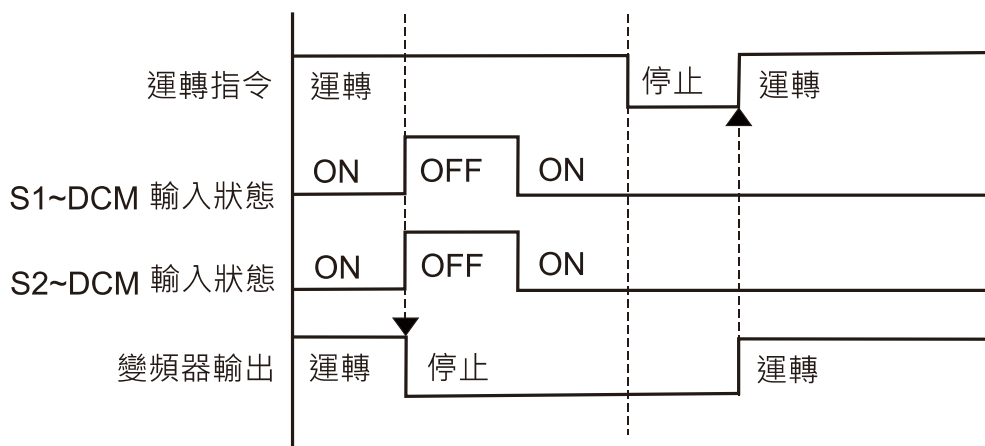 運轉指令 運轉 停止 運轉
S1~DCM 輸入狀態 ON OFF ON
S2~DCM 輸入狀態 ON OFF ON
變頻器輸出 運轉 停止 運轉